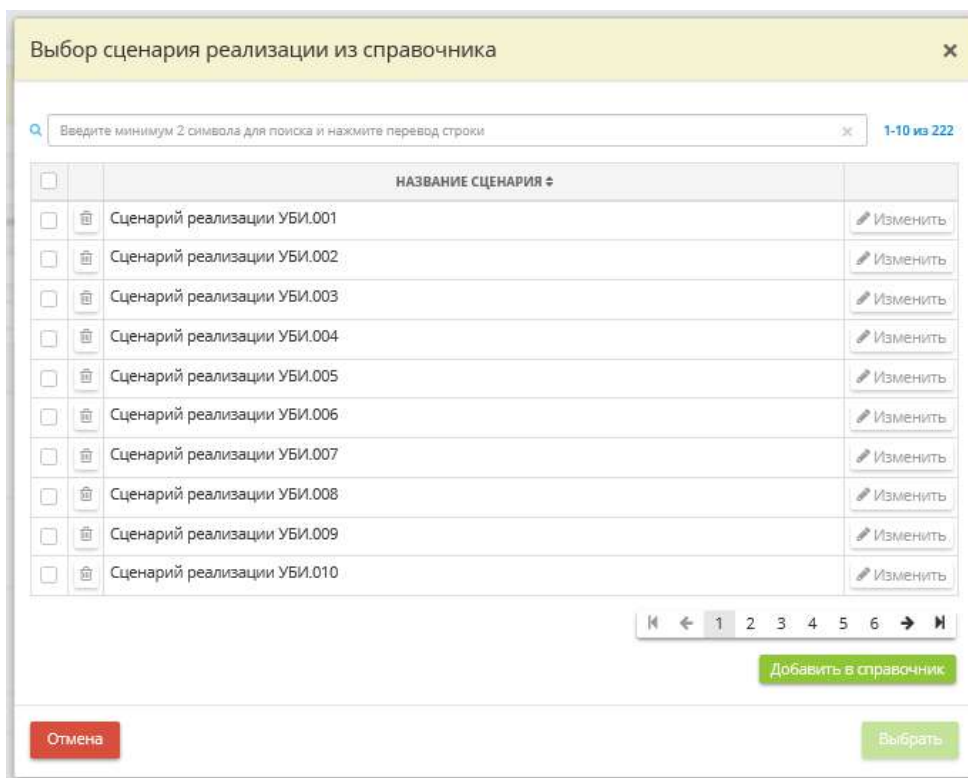 Выбор сценария реализации из справочника
Введите минимум 2 символа для поиска и нажмите перевод строки 1-10 из 222
НАЗВАНИЕ СЦЕНАРИЯ
Сценарий реализации УБИ.001 Изменить
Сценарий реализации УБИ.002 Изменить
Сценарий реализации УБИ.003 Изменить
Сценарий реализации УБИ.004 Изменить
Сценарий реализации УБИ.005 Изменить
Сценарий реализации УБИ.006 Изменить
Сценарий реализации УБИ.007 Изменить
Сценарий реализации УБИ.008 Изменить
Сценарий реализации УБИ.009 Изменить
Сценарий реализации УБИ.010 Изменить
1 2 3 4 5 6
Добавить в справочник
Отмена Выбрать